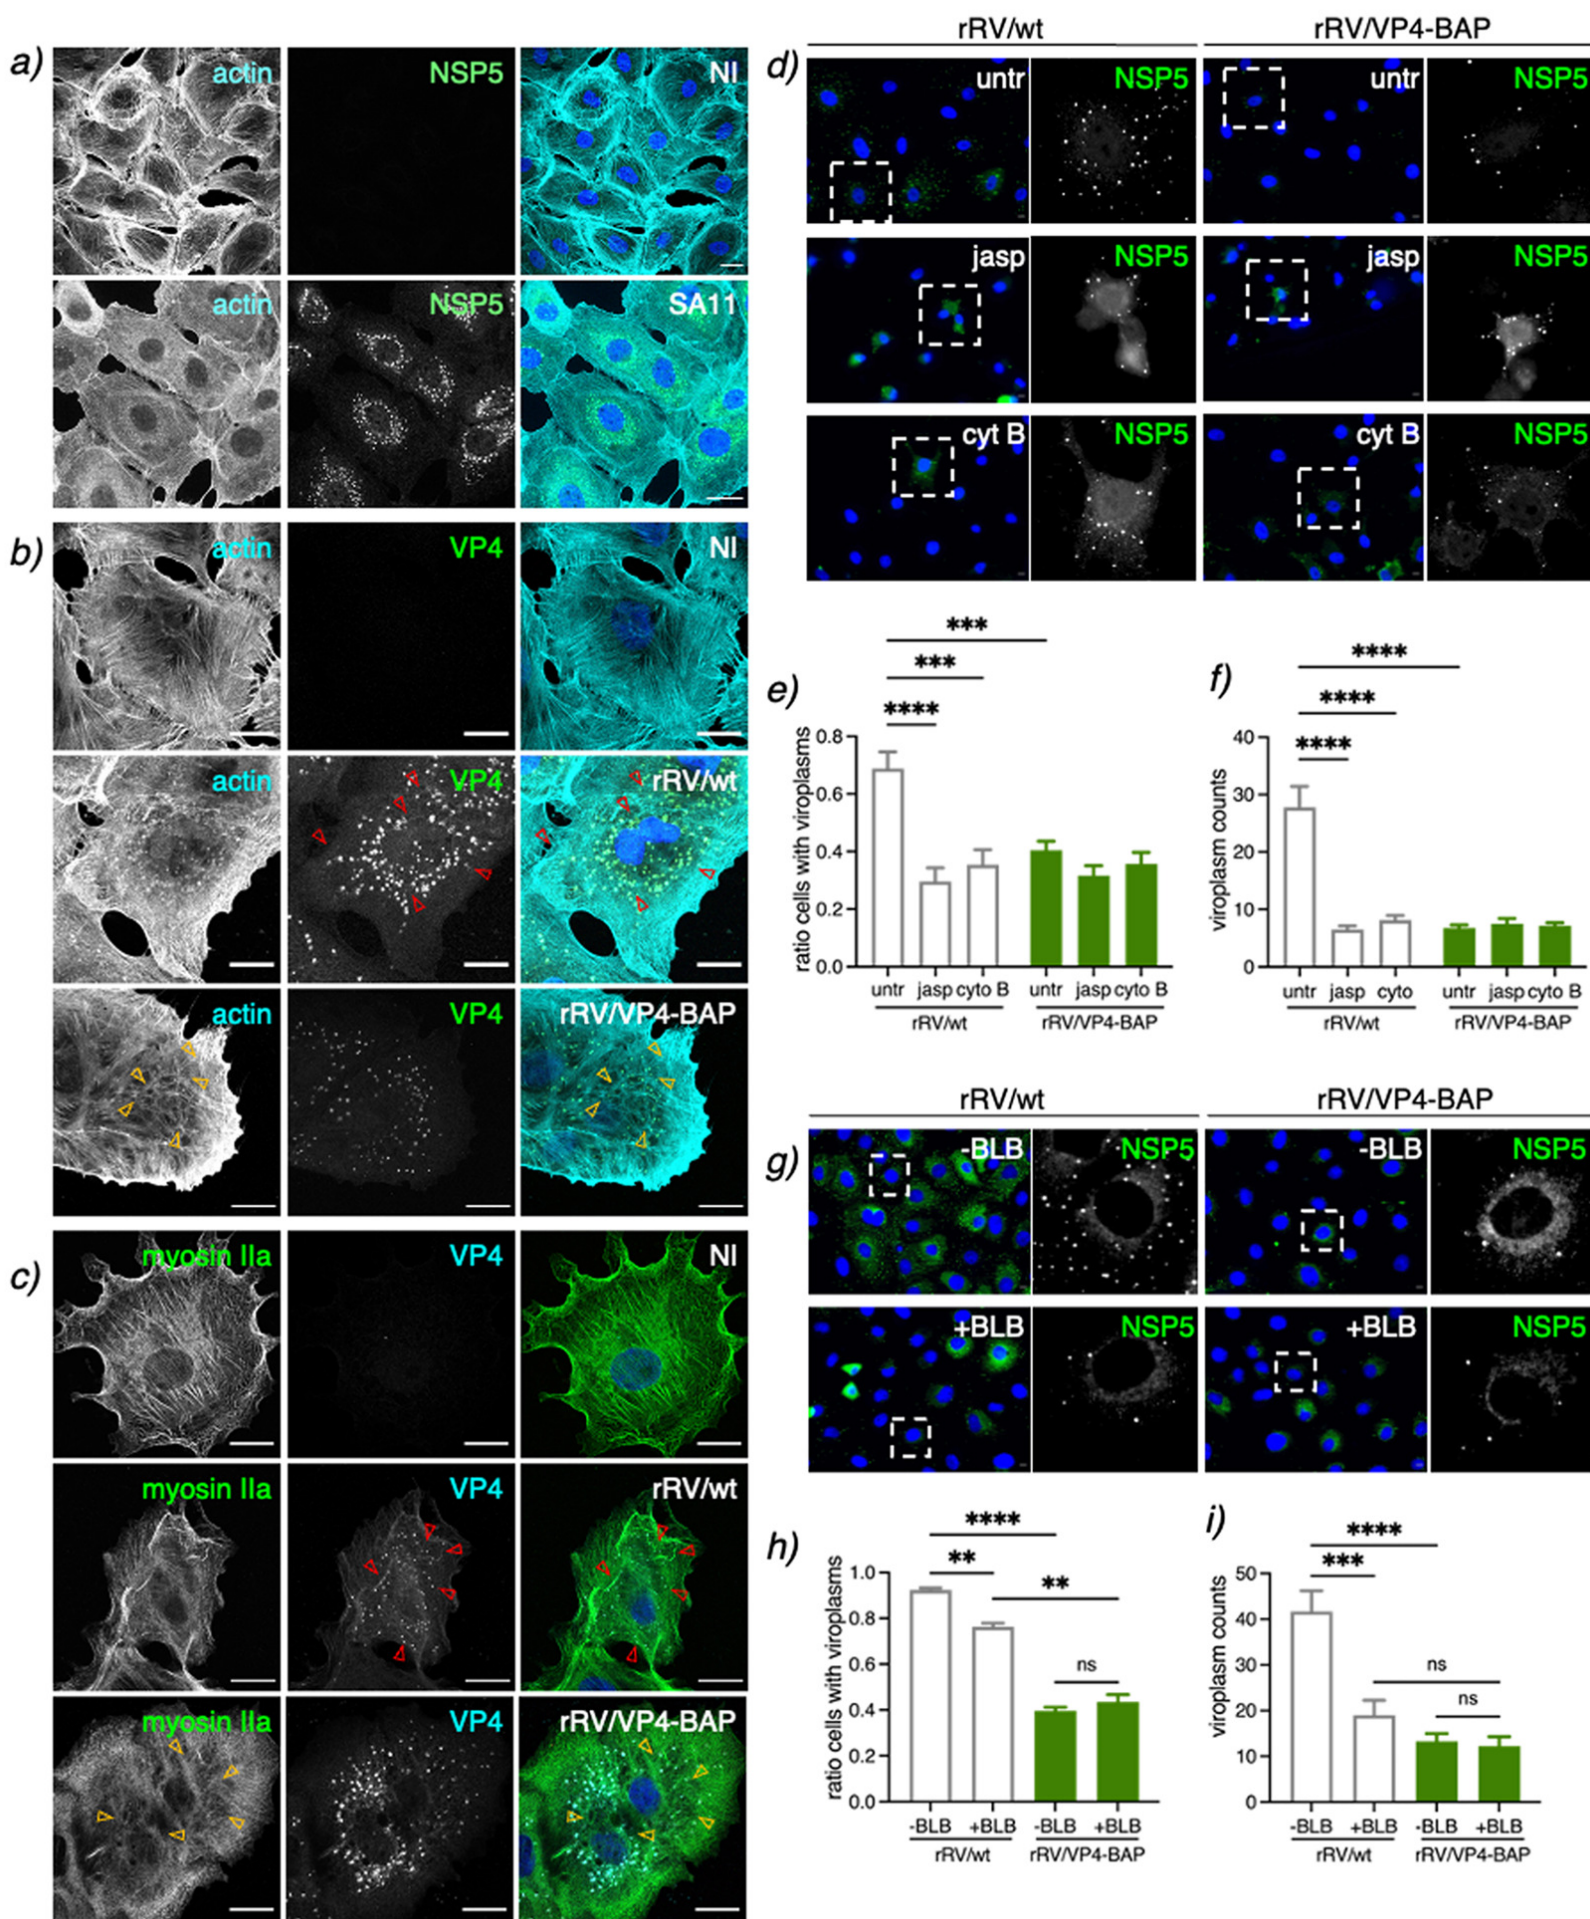 a)
actin
NSP5
NI
actin
NSP5
SA11
b)
actin
VP4
NI
actin
VP4
rRV/wt
actin
VP4
rRV/VP4-BAP
c)
myosin IIa
VP4
NI
myosin IIa
VP4
rRV/wt
myosin IIa
VP4
rRV/VP4-BAP
rRV/wt
rRV/VP4-BAP
d)
untr
NSP5
untr
NSP5
jasp
NSP5
jasp
NSP5
cyt B
NSP5
cyt B
NSP5
e)
***
***
****
ratio cells with viroplasms
0.8
0.6
0.4
0.2
0.0
untr jasp cyto B untr jasp cyto B
rRV/wt rRV/VP4-BAP
f)
****
****
****
viroplasm counts
40
30
20
10
0
untr jasp cyto untr jasp cyto B
rRV/wt rRV/VP4-BAP
rRV/wt
rRV/VP4-BAP
g)
-BLB
NSP5
-BLB
NSP5
+BLB
NSP5
+BLB
NSP5
h)
****
**
**
ns
ratio cells with viroplasms
1.0
0.8
0.6
0.4
0.2
0.0
-BLB +BLB -BLB +BLB
rRV/wt rRV/VP4-BAP
i)
****
***
ns
ns
viroplasm counts
50
40
30
20
10
0
-BLB +BLB -BLB +BLB
rRV/wt rRV/VP4-BAP